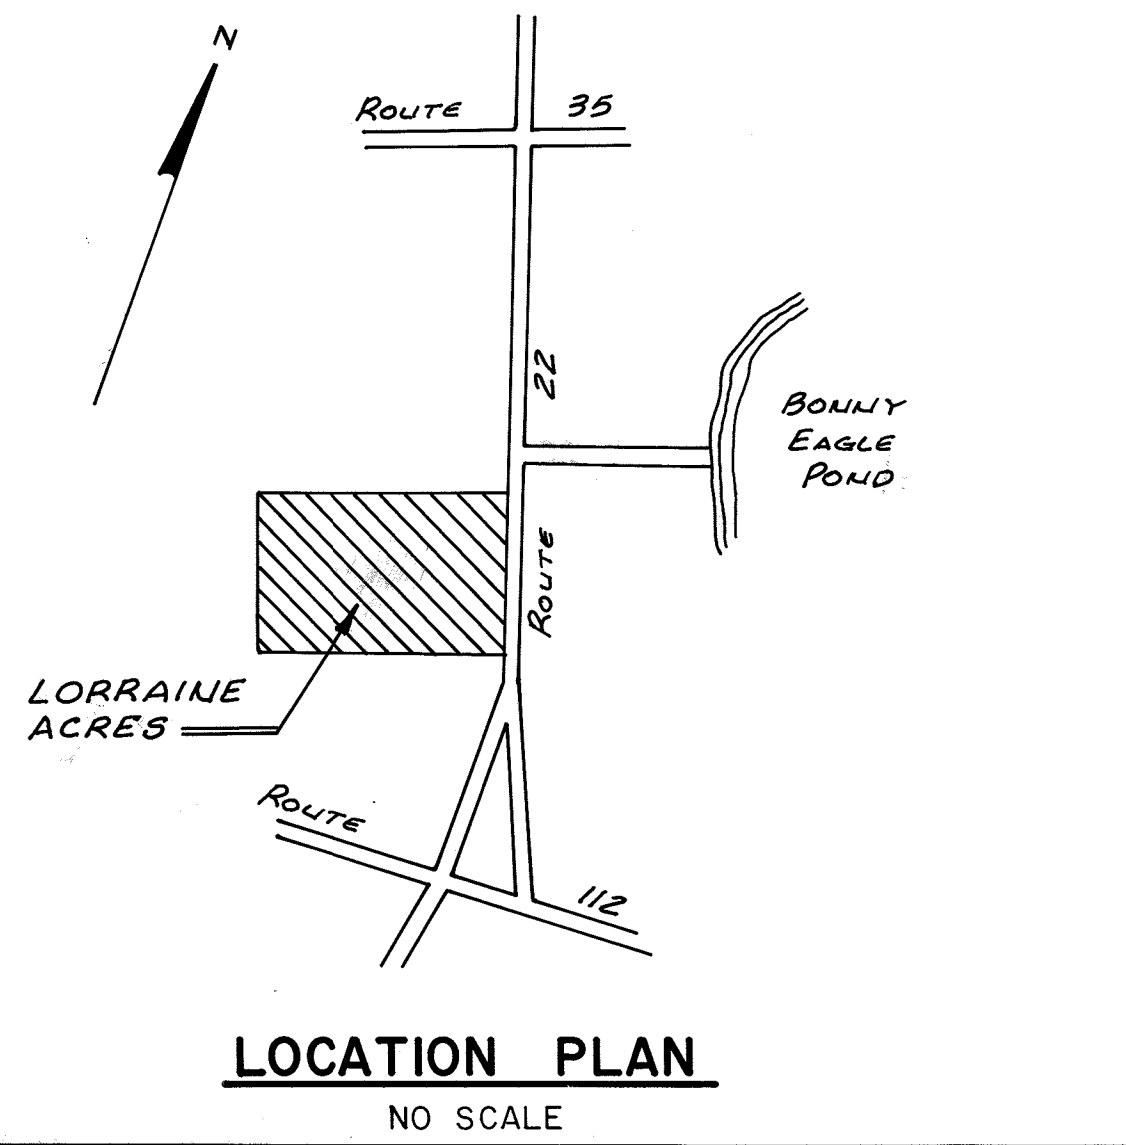 N
ROUTE 35
ROUTE 22
BONNY
EAGLE
POND
LORRAINE
ACRES
ROUTE 112
LOCATION PLAN
NO SCALE